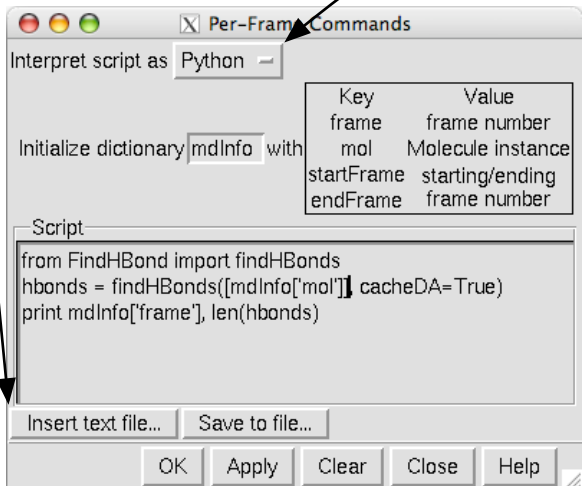 Per-Frame Commands
Interpret script as Python
Key Value
frame frame number
Initialize dictionary mdInfo with mol Molecule instance
startFrame starting/ending
endFrame frame number
Script
from FindHBond import findHBonds
hbonds = findHBonds([mdInfo['mol']], cacheDA=True)
print mdInfo['frame'], len(hbonds)
Insert text file... Save to file...
OK Apply Clear Close Help